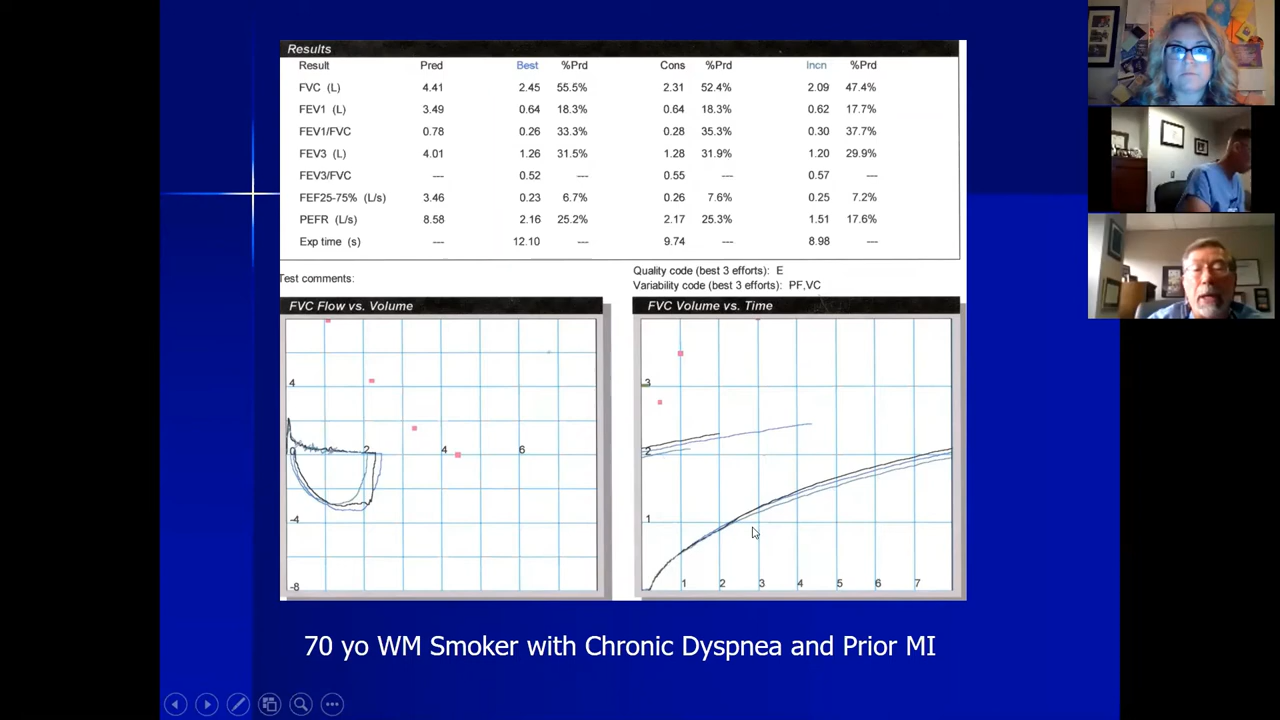 Results
Result Pred Best %Prd Cons %Prd Incn %Prd
FVC (L) 4.41 2.45 55.5% 2.31 52.4% 2.09 47.4%
FEV1 (L) 3.49 0.64 18.3% 0.64 18.3% 0.62 17.7%
FEV1/FVC 0.78 0.26 33.3% 0.28 35.3% 0.30 37.7%
FEV3 (L) 4.01 1.26 31.5% 1.28 31.9% 1.20 29.9%
FEV3/FVC --- 0.52 --- 0.55 --- 0.57 ---
FEF25-75% (L/s) 3.46 0.23 6.7% 0.26 7.6% 0.25 7.2%
PEFR (L/s) 8.58 2.16 25.2% 2.17 25.3% 1.51 17.6%
Exp time (s) --- 12.10 --- 9.74 --- 8.98 ---
Test comments:
Quality code (best 3 efforts): E
Variability code (best 3 efforts): PF,VC
FVC Flow vs. Volume
4
0 2 4 6
-4
-8
FVC Volume vs. Time
3
2
1
1 2 3 4 5 6 7
70 yo WM Smoker with Chronic Dyspnea and Prior MI